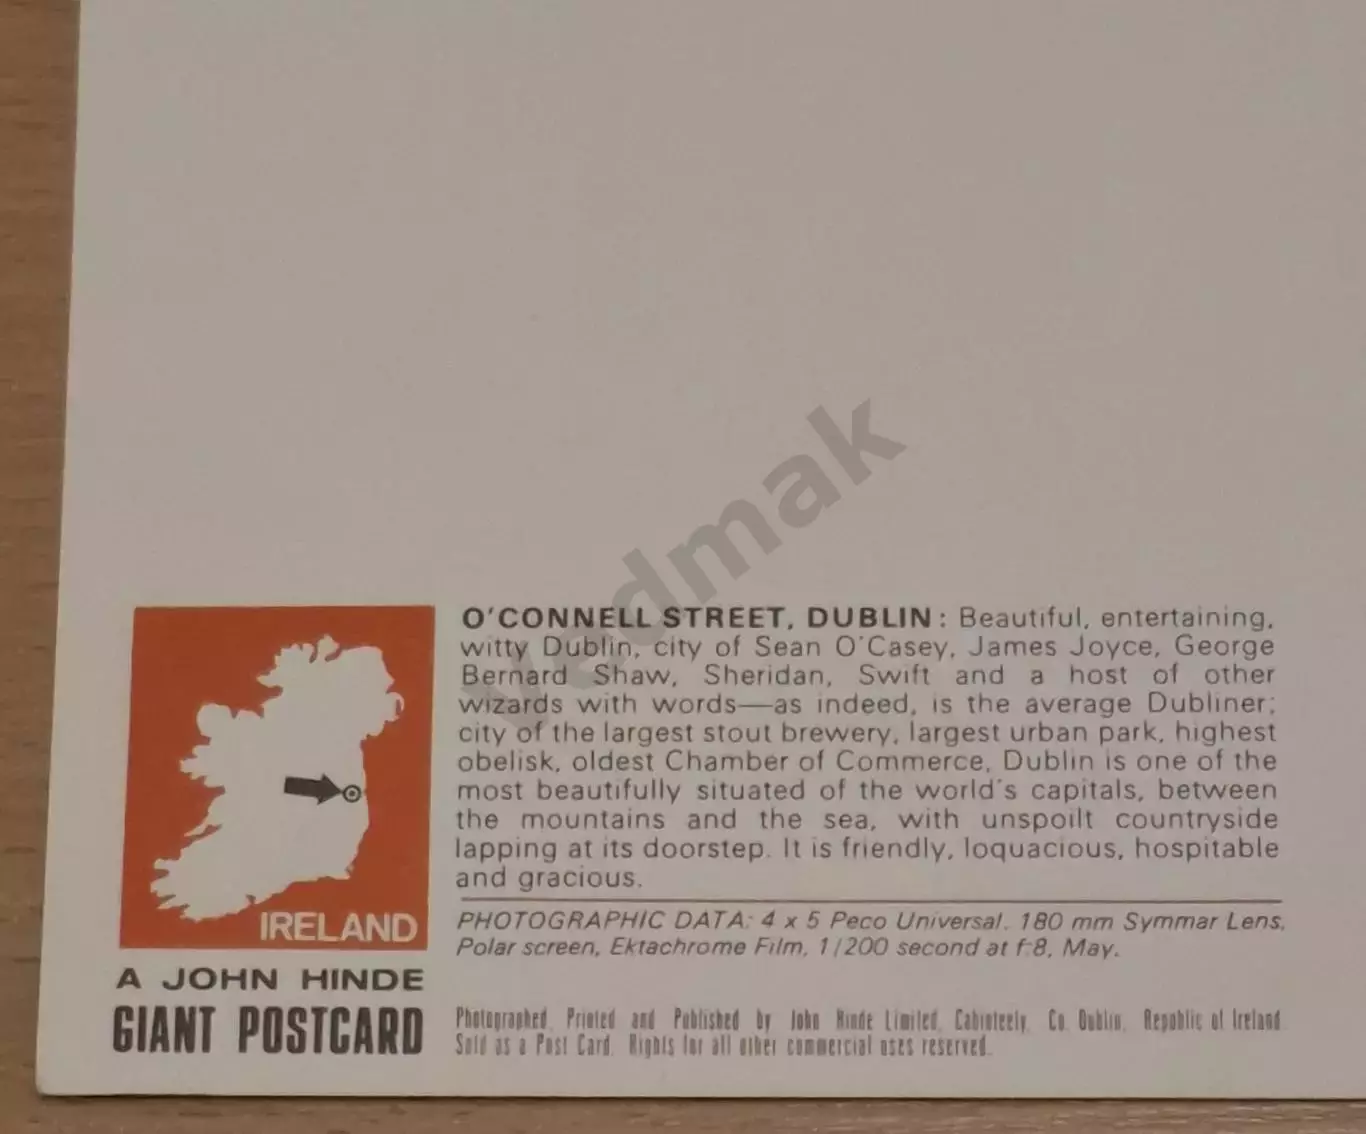 O'CONNELL STREET, DUBLIN: Beautiful, entertaining,
witty Dublin, city of Sean O'Casey, James Joyce, George
Bernard Shaw, Sheridan, Swift and a host of other
wizards with words—as indeed, is the average Dubliner;
city of the largest stout brewery, largest urban park, highest
obelisk, oldest Chamber of Commerce, Dublin is one of the
most beautifully situated of the world's capitals, between
the mountains and the sea, with unspoilt countryside
lapping at its doorstep. It is friendly, loquacious, hospitable
and gracious.
PHOTOGRAPHIC DATA: 4 x 5 Peco Universal. 180 mm Symmar Lens,
Polar screen, Ektachrome Film, 1/200 second at f:8, May.
IRELAND
A JOHN HINDE
GIANT POSTCARD
Photographed, Printed and Published by John Hinde Limited, Cabinteely, Co. Dublin, Republic of Ireland
Sold as a Post Card. Rights for all other commercial uses reserved.
vedmak